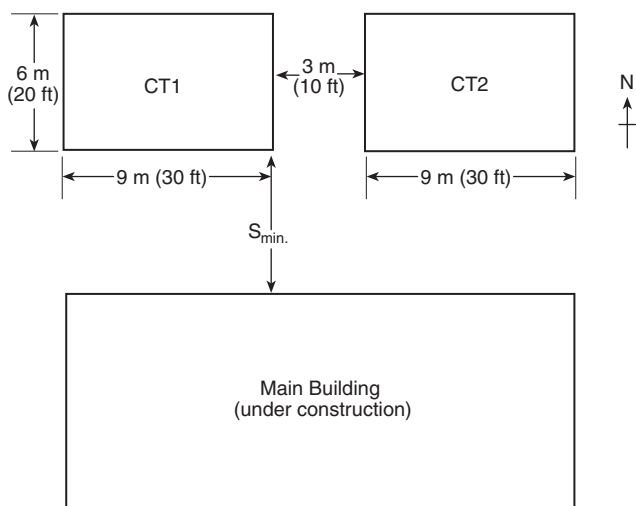 6 m
(20 ft)
CT1
3 m
(10 ft)
CT2
N
9 m (30 ft)
9 m (30 ft)
Smin.
Main Building
(under construction)